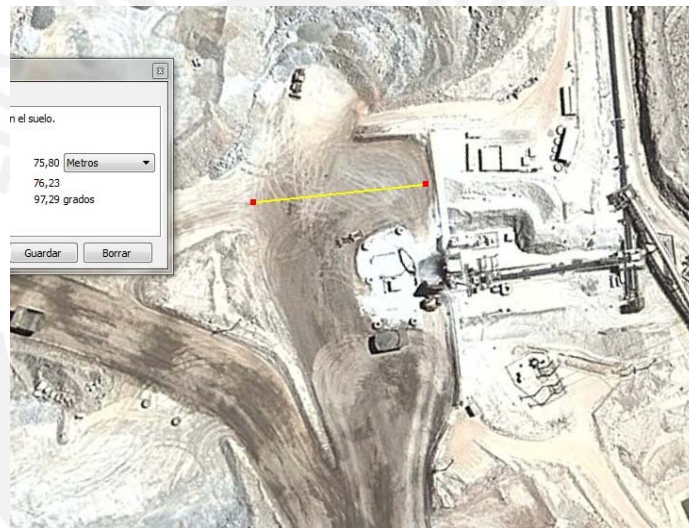 n el suelo.
75,80 Metros
76,23
97,29 grados
Guardar Borrar